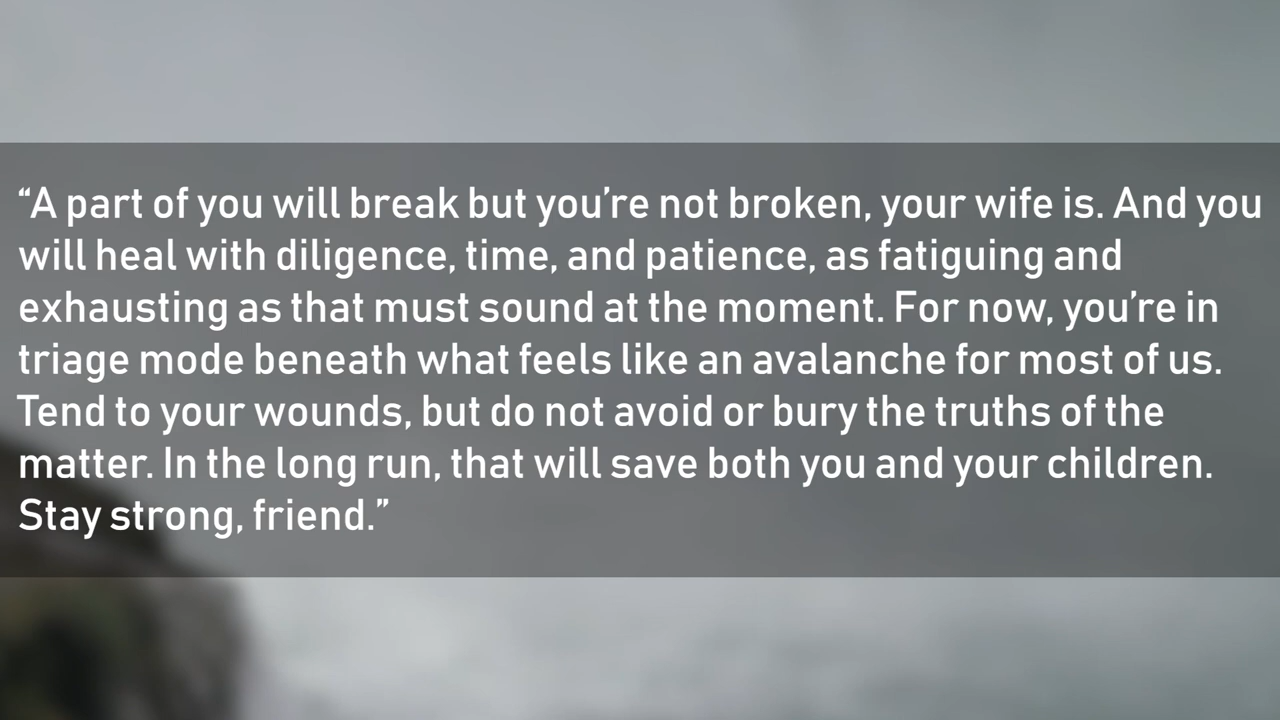 “A part of you will break but you’re not broken, your wife is. And you
will heal with diligence, time, and patience, as fatiguing and
exhausting as that must sound at the moment. For now, you’re in
triage mode beneath what feels like an avalanche for most of us.
Tend to your wounds, but do not avoid or bury the truths of the
matter. In the long run, that will save both you and your children.
Stay strong, friend.”